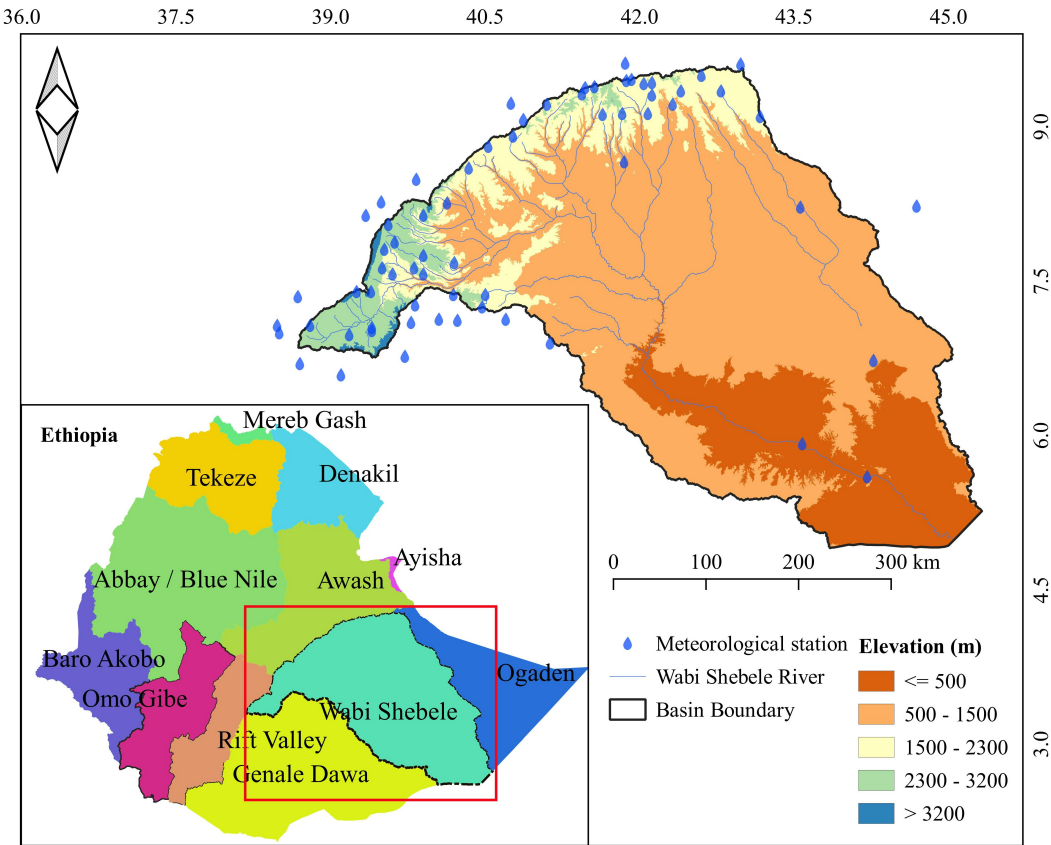 36.0 37.5 39.0 40.5 42.0 43.5 45.0
9.0
7.5
6.0
4.5
3.0
Ethiopia
Mereb Gash
Tekeze
Denakil
Ayisha
Abbay / Blue Nile
Awash
Baro Akobo
Omo Gibe
Ogaden
Wabi Shebele
Rift Valley
Genale Dawa
0 100 200 300 km
Meteorological station
Wabi Shebele River
Basin Boundary
Elevation (m)
<= 500
500 - 1500
1500 - 2300
2300 - 3200
> 3200